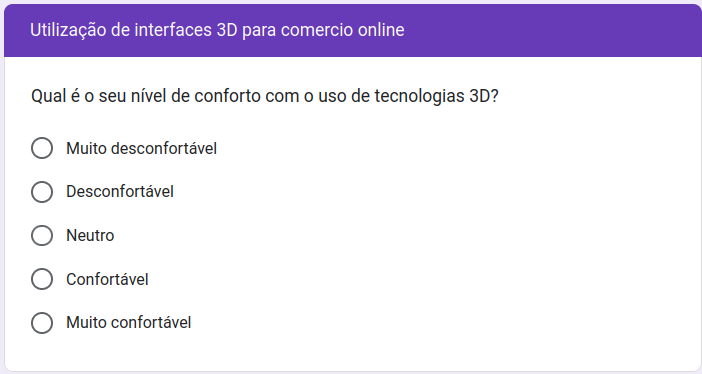 Utilização de interfaces 3D para comercio online
Qual é o seu nível de conforto com o uso de tecnologias 3D?
Muito desconfortável
Desconfortável
Neutro
Confortável
Muito confortável